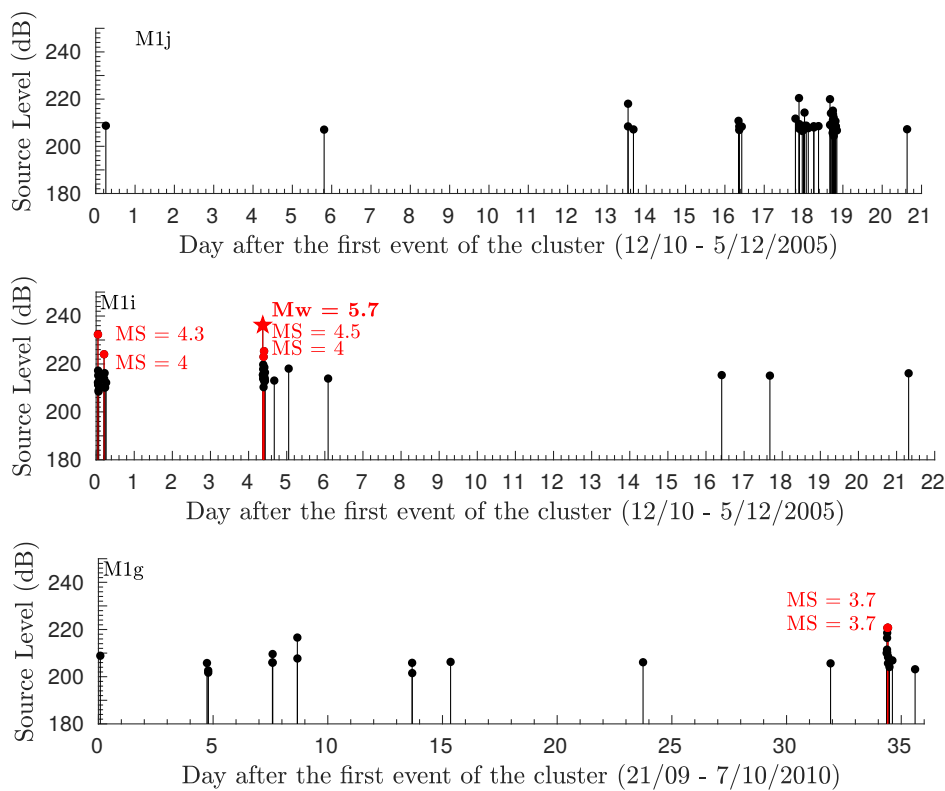 M1j
Source Level (dB)
240
220
200
180
0 1 2 3 4 5 6 7 8 9 10 11 12 13 14 15 16 17 18 19 20 21
Day after the first event of the cluster (12/10 - 5/12/2005)
M1i
Source Level (dB)
240
220
200
180
MS = 4.3
MS = 4
Mw = 5.7
MS = 4.5
MS = 4
0 1 2 3 4 5 6 7 8 9 10 11 12 13 14 15 16 17 18 19 20 21 22
Day after the first event of the cluster (12/10 - 5/12/2005)
M1g
Source Level (dB)
240
220
200
180
MS = 3.7
MS = 3.7
0 5 10 15 20 25 30 35
Day after the first event of the cluster (21/09 - 7/10/2010)